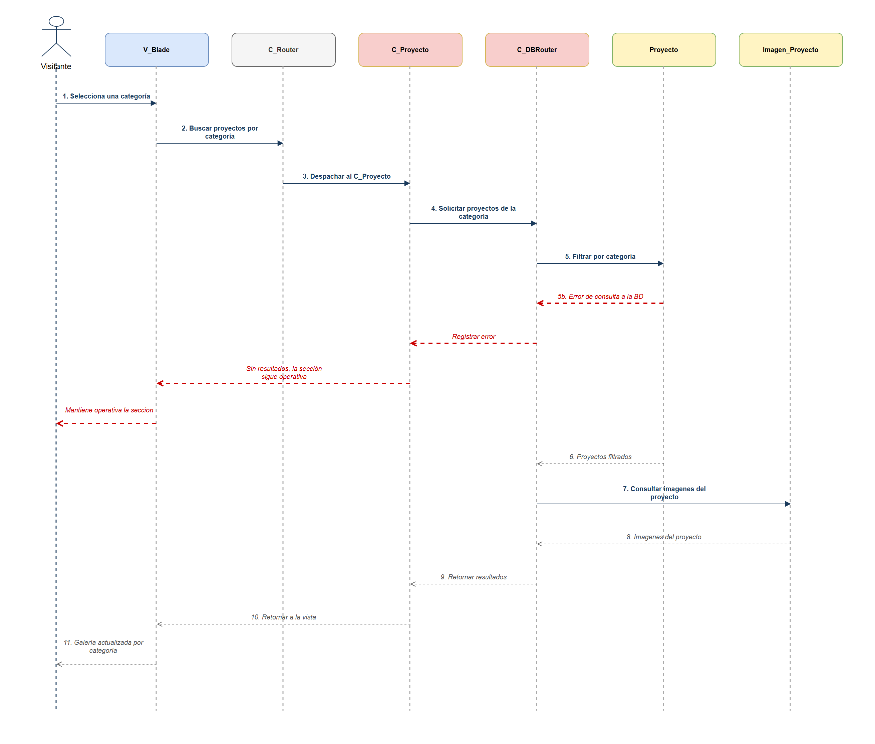 Visitante
V_Blade
C_Router
C_Proyecto
C_DBRouter
Proyecto
Imagen_Proyecto
1. Selecciona una categoría
2. Buscar proyectos por
categoría
3. Despachar al C_Proyecto
4. Solicitar proyectos de la
categoría
5. Filtrar por categoría
5b. Error de consulta a la BD
Registrar error
Sin resultados, la sección
sigue operativa
Mantiene operativa la sección
6. Proyectos filtrados
7. Consultar imagenes del
proyecto
8. Imagenes del proyecto
9. Retornar resultados
10. Retornar a la vista
11. Galería actualizada por
categoría